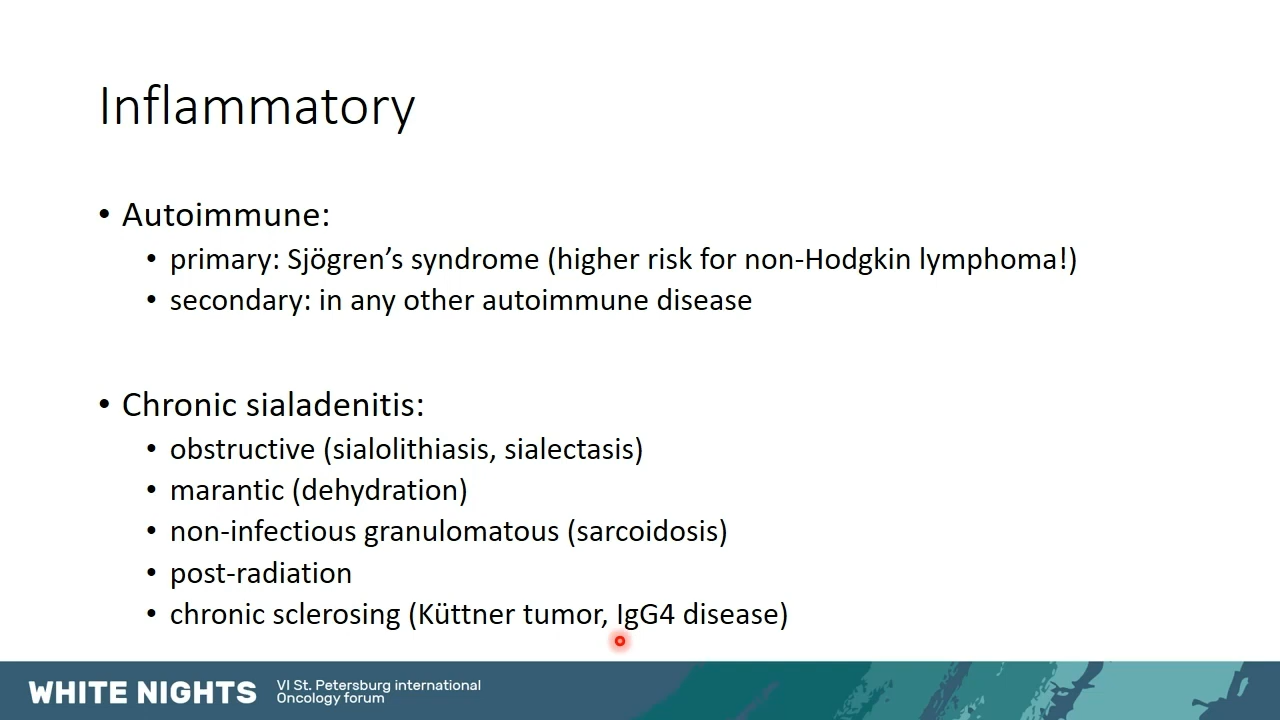 Inflammatory
• Autoimmune:
• primary: Sjögren’s syndrome (higher risk for non-Hodgkin lymphoma!)
• secondary: in any other autoimmune disease
• Chronic sialadenitis:
• obstructive (sialolithiasis, sialectasis)
• marantic (dehydration)
• non-infectious granulomatous (sarcoidosis)
• post-radiation
• chronic sclerosing (Küttner tumor, IgG4 disease)
WHITE NIGHTS
VI St. Petersburg international
Oncology forum